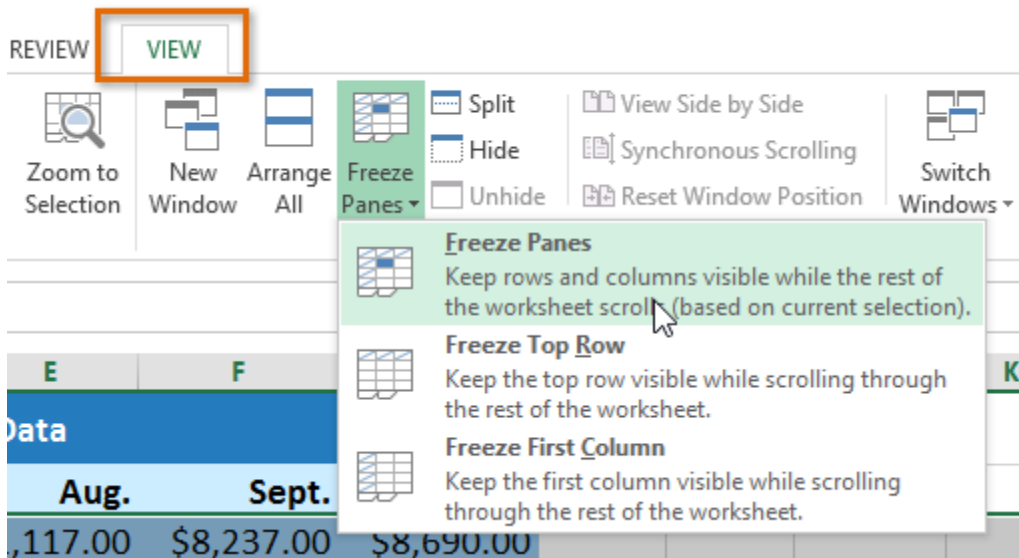 REVIEW VIEW
Zoom to Selection
New Window
Arrange All
Freeze Panes
Split
Hide
Unhide
View Side by Side
Synchronous Scrolling
Reset Window Position
Switch Windows
Freeze Panes
Keep rows and columns visible while the rest of
the worksheet scrolls (based on current selection).
Freeze Top Row
Keep the top row visible while scrolling through
the rest of the worksheet.
Freeze First Column
Keep the first column visible while scrolling
through the rest of the worksheet.
E F K
Data
Aug. Sept.
,117.00 $8,237.00 $8,690.00